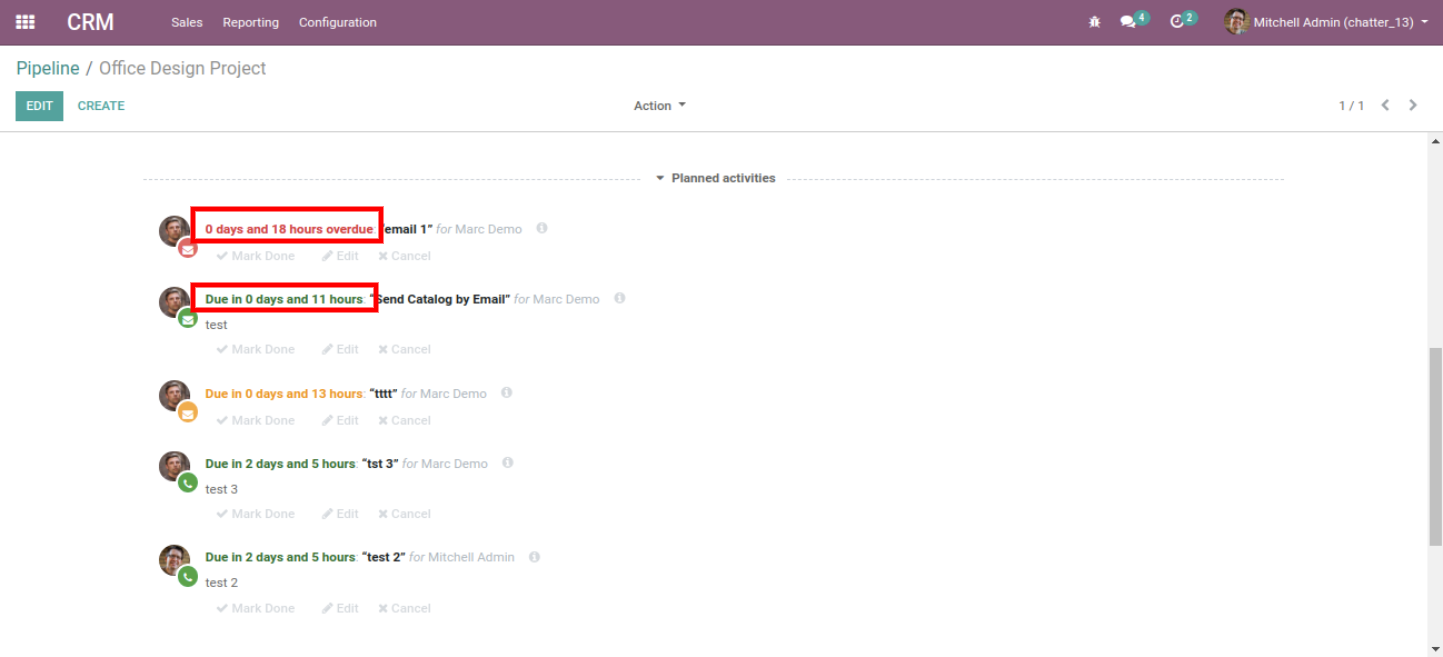 CRM Sales Reporting Configuration 4 2 Mitchell Admin (chatter_13)
Pipeline / Office Design Project
EDIT CREATE Action 1 / 1
Planned activities
0 days and 18 hours overdue: “email 1” for Marc Demo
Mark Done Edit Cancel
Due in 0 days and 11 hours: “Send Catalog by Email” for Marc Demo
test
Mark Done Edit Cancel
Due in 0 days and 13 hours: “tttt” for Marc Demo
Mark Done Edit Cancel
Due in 2 days and 5 hours: “tst 3” for Marc Demo
test 3
Mark Done Edit Cancel
Due in 2 days and 5 hours: “test 2” for Mitchell Admin
test 2
Mark Done Edit Cancel